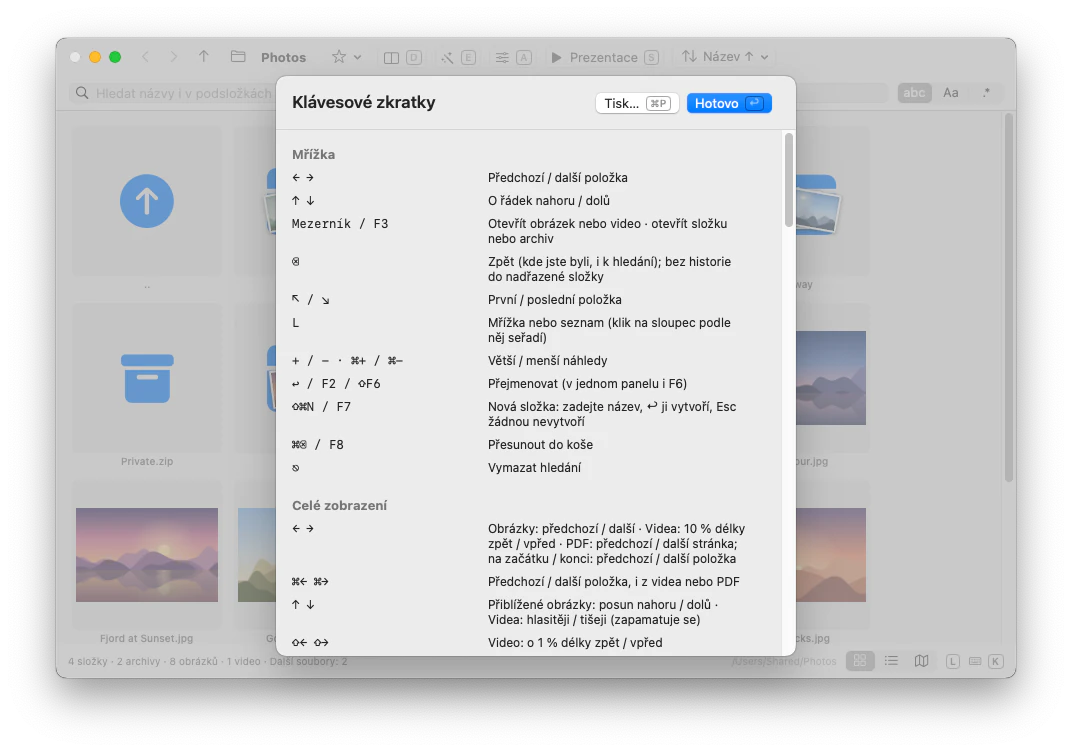 Photos
D
E
A
Prezentace S
Název ↑
Hledat názvy i v podsložkách
abc
Aa
.*
Klávesové zkratky
Tisk… ⌘P
Hotovo ↩
Mřížka
← → Předchozí / další položka
↑ ↓ O řádek nahoru / dolů
Mezerník / F3 Otevřít obrázek nebo video · otevřít složku
nebo archiv
⌫ Zpět (kde jste byli, i k hledání); bez historie
do nadřazené složky
↖ / ↘ První / poslední položka
L Mřížka nebo seznam (klik na sloupec podle
něj seřadí)
+ / − · ⌘+ / ⌘− Větší / menší náhledy
↩ / F2 / ⇧F6 Přejmenovat (v jednom panelu i F6)
⇧⌘N / F7 Nová složka: zadejte název, ↩ ji vytvoří, Esc
žádnou nevytvoří
⌘⌫ / F8 Přesunout do koše
⎋ Vymazat hledání
Celé zobrazení
← → Obrázky: předchozí / další · Videa: 10 % délky
zpět / vpřed · PDF: předchozí / další stránka;
na začátku / konci: předchozí / další položka
⌘← ⌘→ Předchozí / další položka, i z videa nebo PDF
↑ ↓ Přiblížené obrázky: posun nahoru / dolů ·
Videa: hlasitěji / tišeji (zapamatuje se)
⇧← ⇧→ Video: o 1 % délky zpět / vpřed
..
way
Private.zip
our.jpg
Fjord at Sunset.jpg
Go
cks.jpg
4 složky · 2 archivy · 8 obrázků · 1 video · Další soubory: 2
/Shared/Photos
L
K